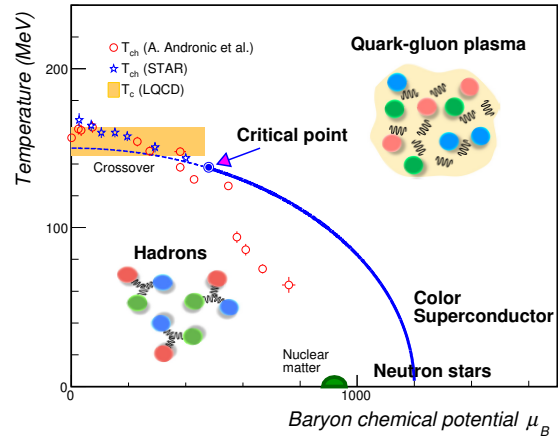 Temperature (MeV)
200
100
0
T_ch (A. Andronic et al.)
T_ch (STAR)
T_c (LQCD)
Quark-gluon plasma
Critical point
Crossover
Hadrons
Color
Superconductor
Nuclear
matter
Neutron stars
0
1000
Baryon chemical potential μ_B